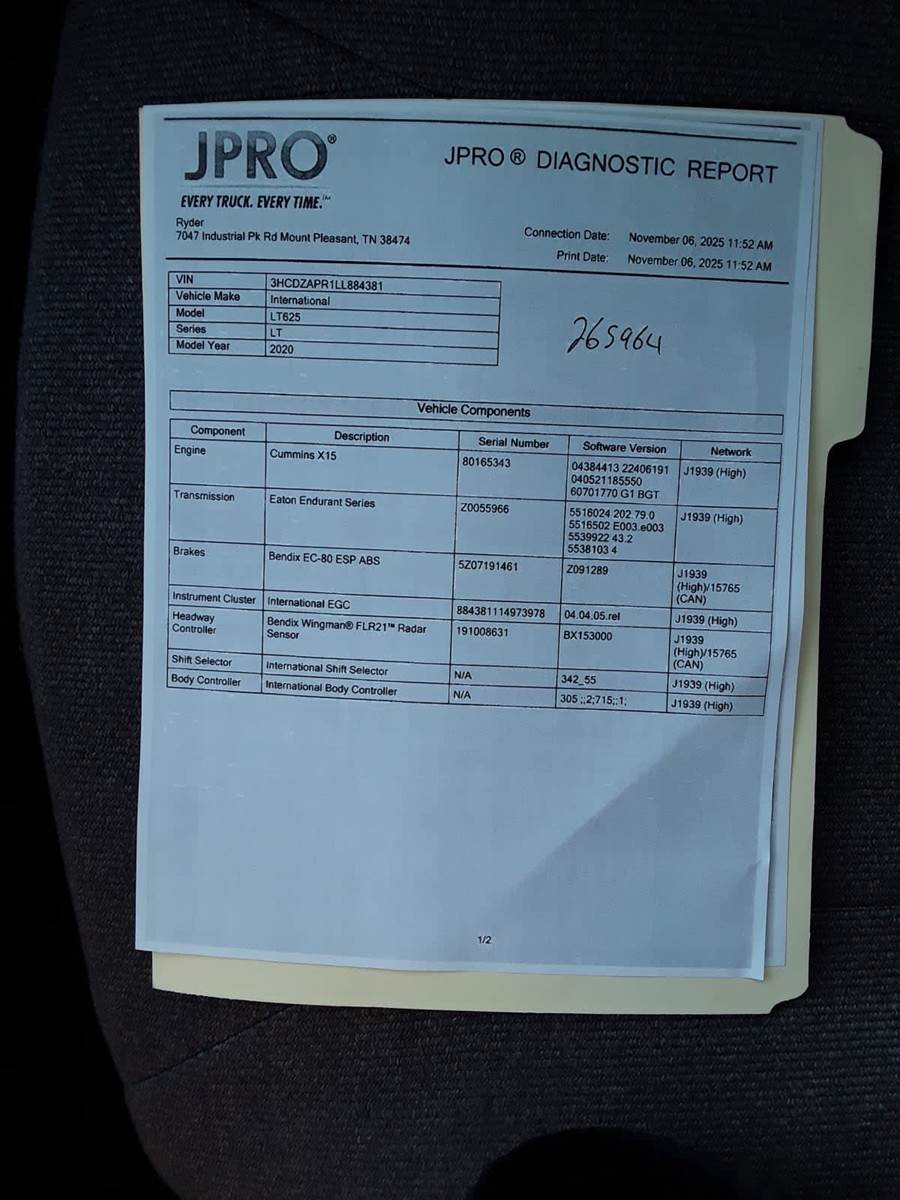 JPRO®
JPRO® DIAGNOSTIC REPORT
EVERY TRUCK. EVERY TIME.™
Ryder
7047 Industrial Pk Rd Mount Pleasant, TN 38474
Connection Date: November 06, 2025 11:52 AM
Print Date: November 06, 2025 11:52 AM
VIN 3HCDZAPR1LL884381
Vehicle Make International
Model LT625
Series LT
Model Year 2020
265964
Vehicle Components
Component Description Serial Number Software Version Network
Engine Cummins X15 80165343 04384413 22406191 J1939 (High)
040521185550
60701770 G1 BGT
Transmission Eaton Endurant Series Z0055966 5516024 202.79.0 J1939 (High)
5516502 E003.e003
5539922 43.2
5538103 4
Brakes Bendix EC-80 ESP ABS 5Z07191461 Z091289 J1939
(High)/15765
(CAN)
Instrument Cluster International EGC 884381114973978 04.04.05.rel J1939 (High)
Headway Bendix Wingman® FLR21™ Radar 191008631 BX153000 J1939
Controller Sensor (High)/15765
(CAN)
Shift Selector International Shift Selector N/A 342_55 J1939 (High)
Body Controller International Body Controller N/A 305 ;;2;715;;1; J1939 (High)
1/2